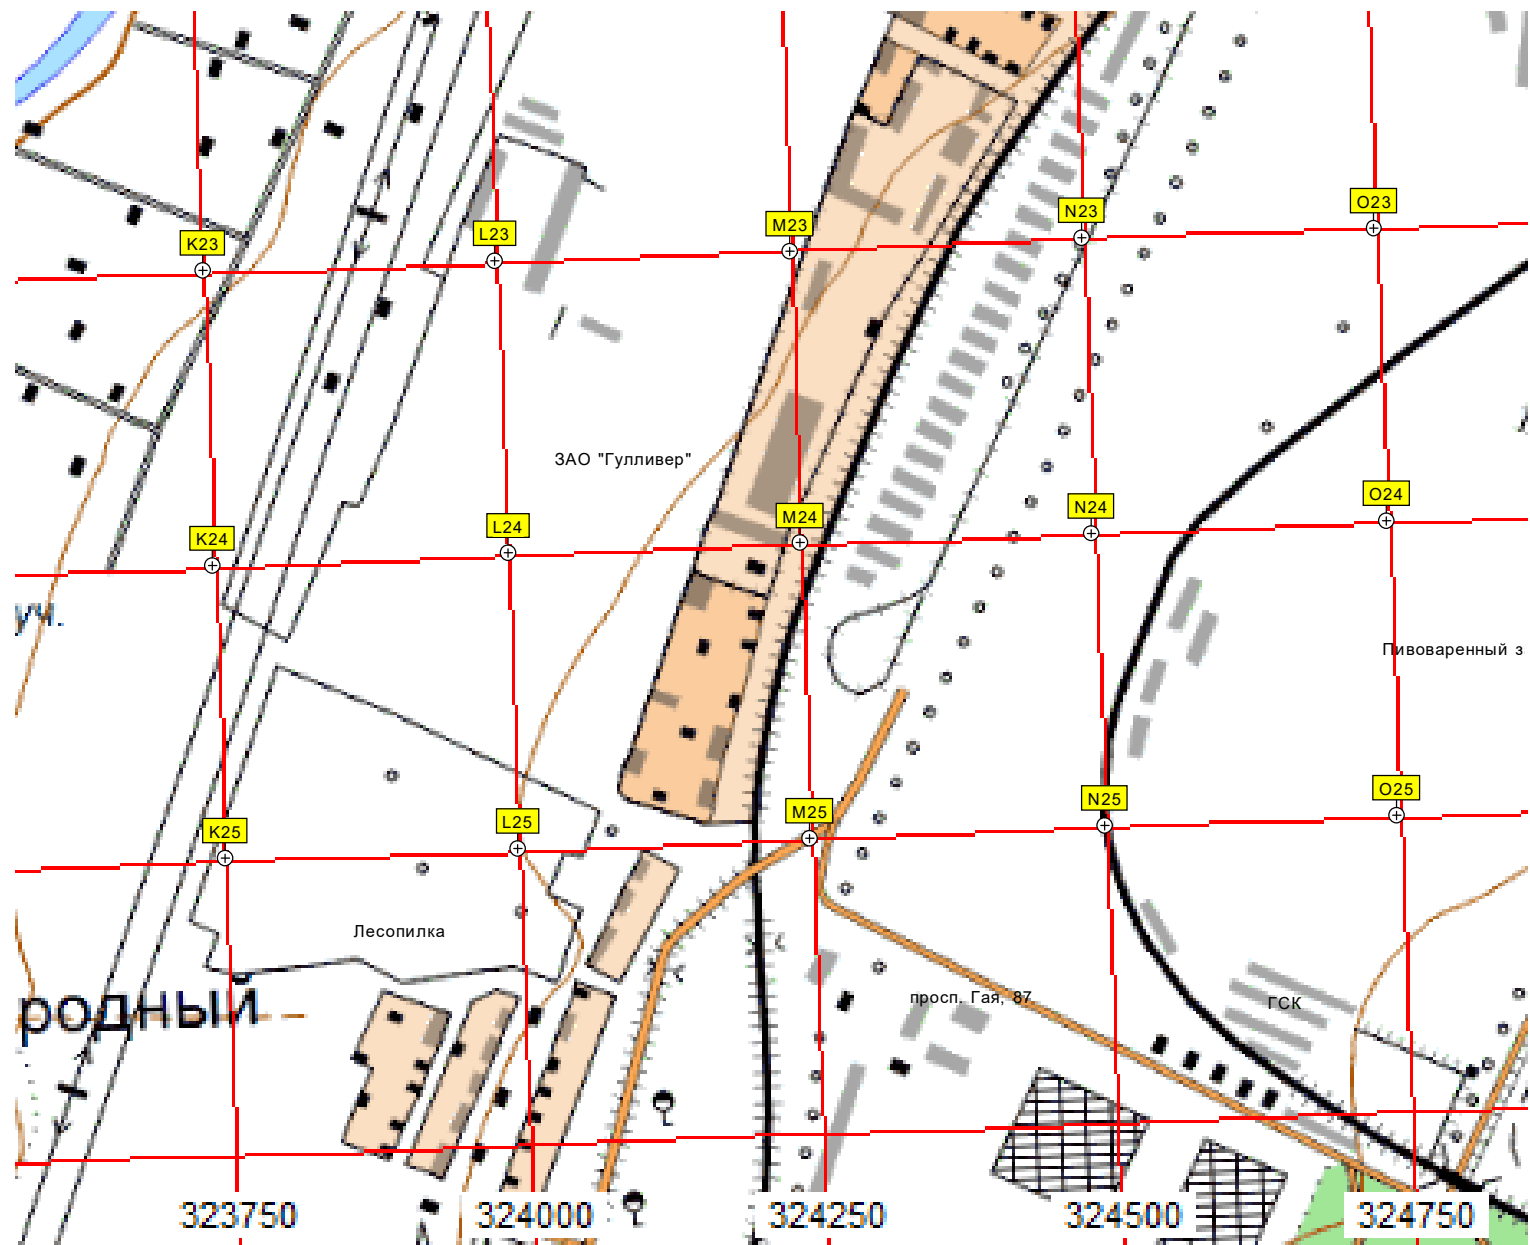 K23
L23
M23
N23
O23
ЗАО "Гулливер"
K24
L24
M24
N24
O24
уч.
Пивоваренный з
K25
L25
M25
N25
O25
Лесопилка
родный
просп. Гая, 87
ГСК
323750
324000
324250
324500
324750